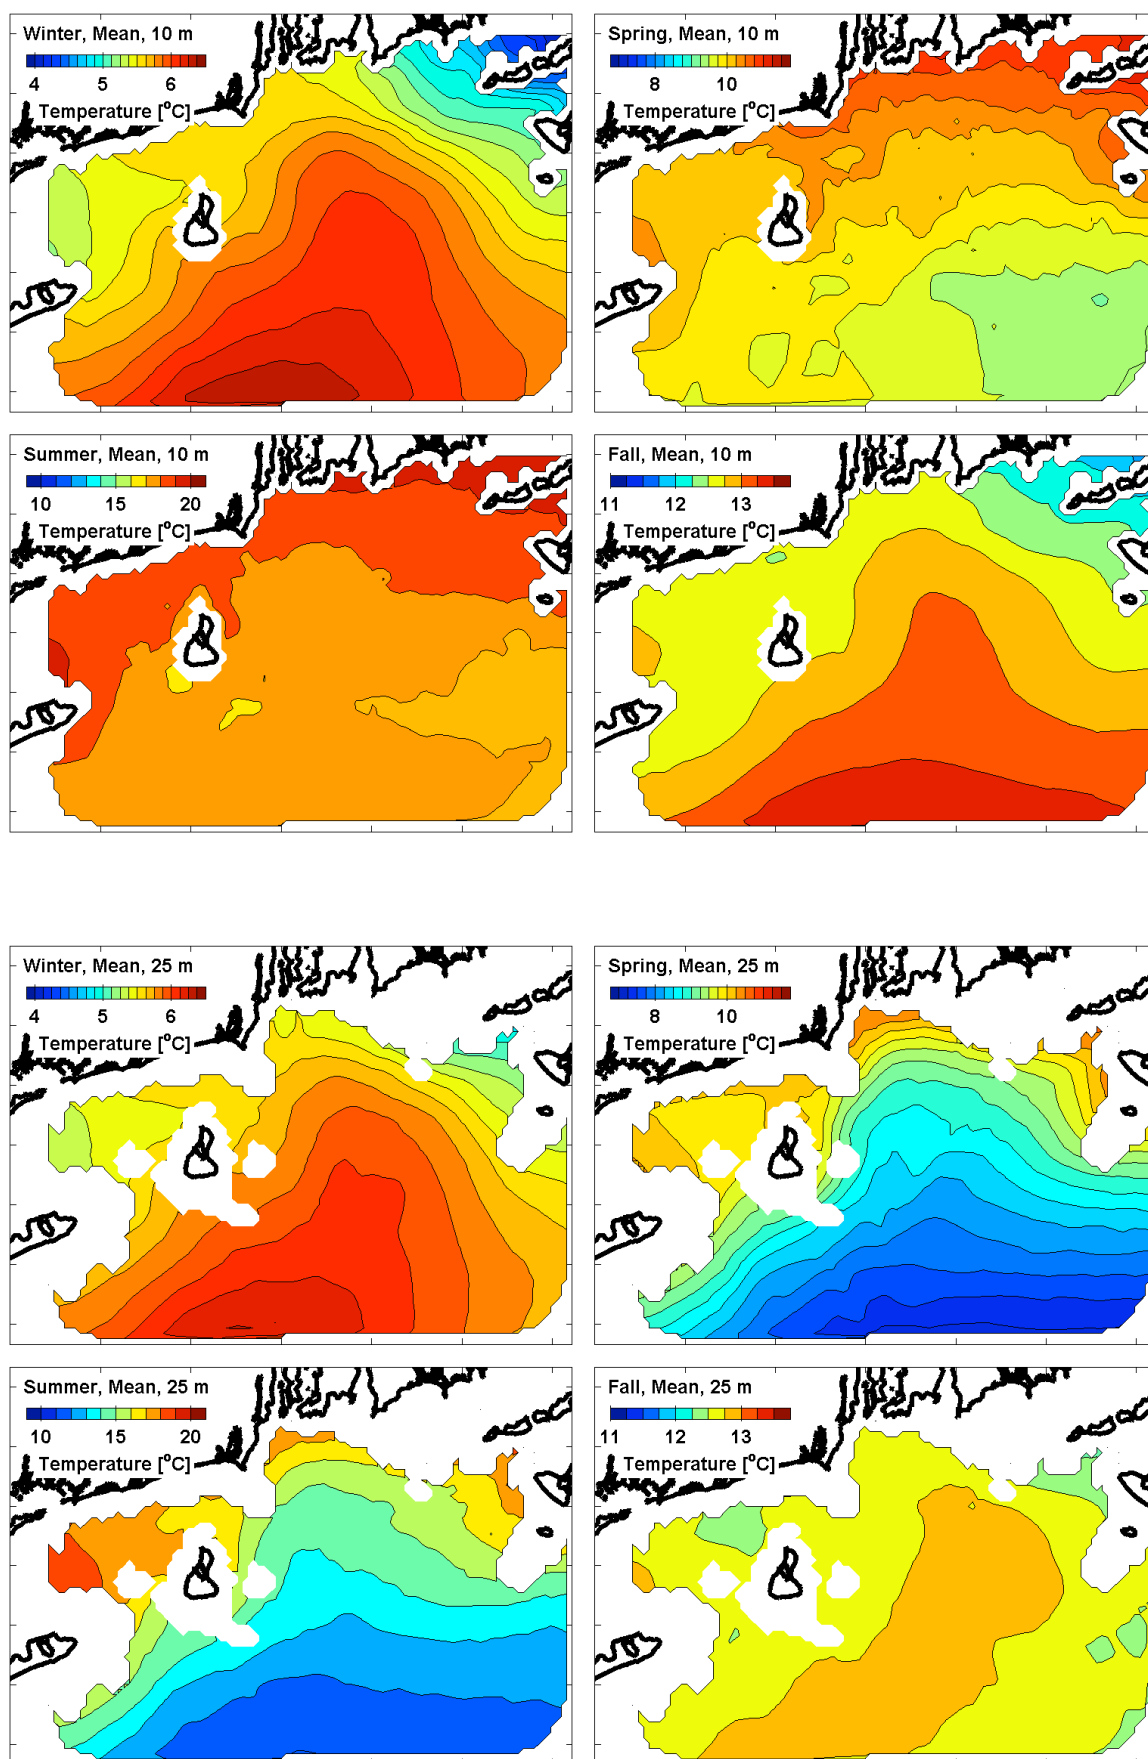 Winter, Mean, 10 m
4 5 6
Temperature [°C]
Spring, Mean, 10 m
8 10
Temperature [°C]
Summer, Mean, 10 m
10 15 20
Temperature [°C]
Fall, Mean, 10 m
11 12 13
Temperature [°C]
Winter, Mean, 25 m
4 5 6
Temperature [°C]
Spring, Mean, 25 m
8 10
Temperature [°C]
Summer, Mean, 25 m
10 15 20
Temperature [°C]
Fall, Mean, 25 m
11 12 13
Temperature [°C]